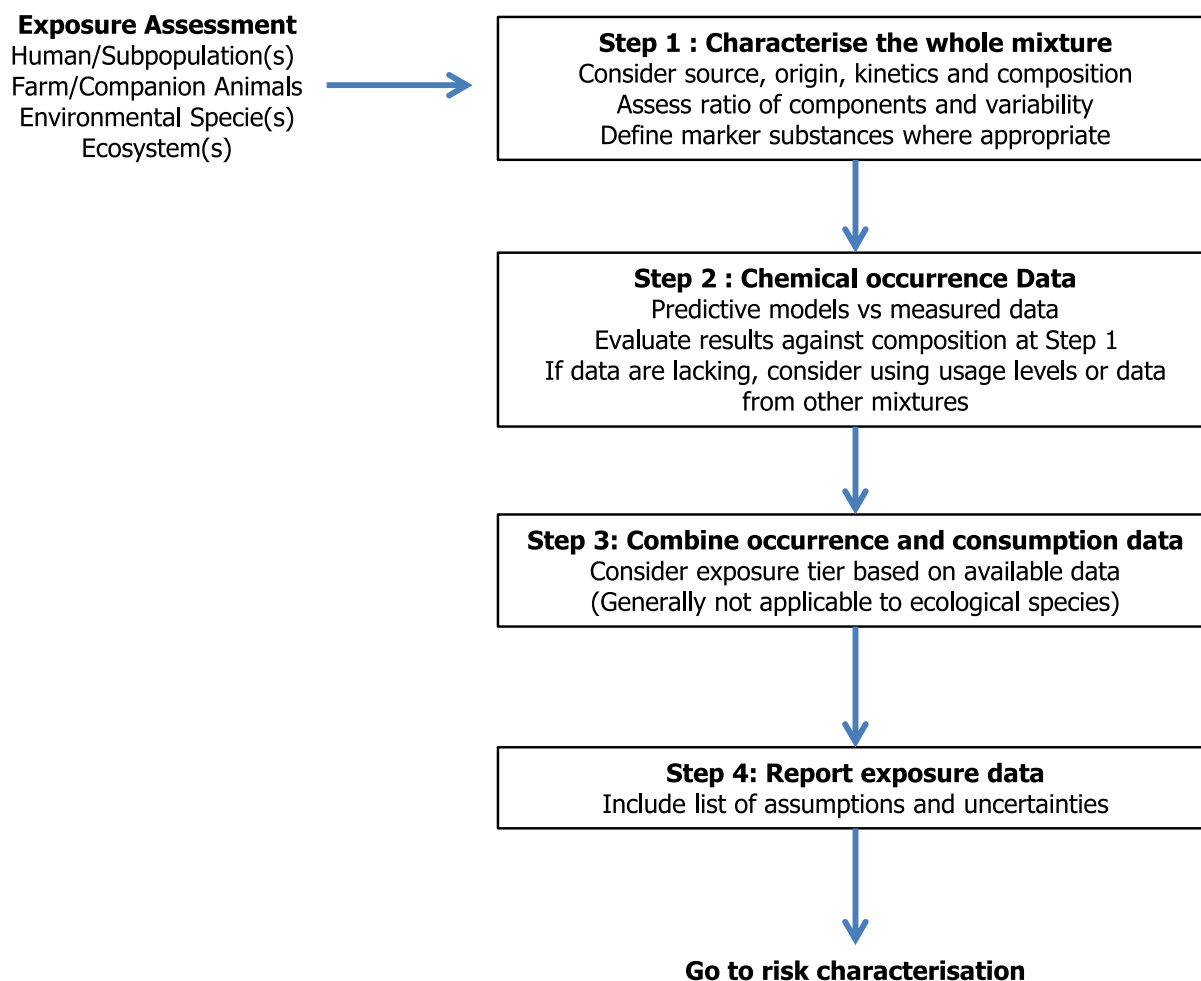 Exposure Assessment
Human/Subpopulation(s)
Farm/Companion Animals
Environmental Specie(s)
Ecosystem(s)
Step 1 : Characterise the whole mixture
Consider source, origin, kinetics and composition
Assess ratio of components and variability
Define marker substances where appropriate
Step 2 : Chemical occurrence Data
Predictive models vs measured data
Evaluate results against composition at Step 1
If data are lacking, consider using usage levels or data
from other mixtures
Step 3: Combine occurrence and consumption data
Consider exposure tier based on available data
(Generally not applicable to ecological species)
Step 4: Report exposure data
Include list of assumptions and uncertainties
Go to risk characterisation